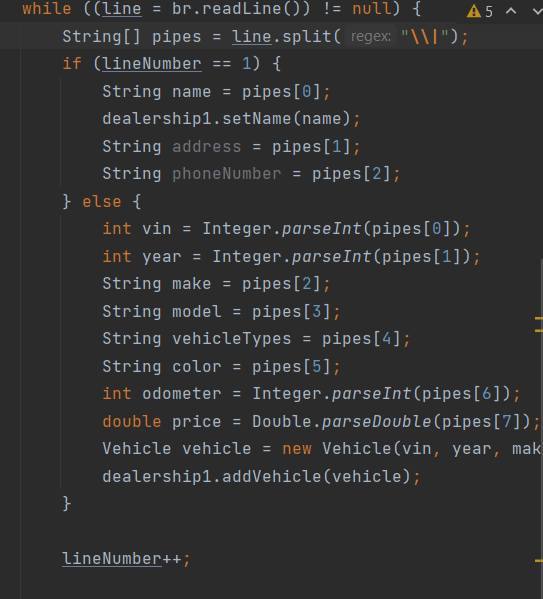 while ((line = br.readLine()) != null) {
5
String[] pipes = line.split( regex: "\\|");
if (lineNumber == 1) {
String name = pipes[0];
dealership1.setName(name);
String address = pipes[1];
String phoneNumber = pipes[2];
} else {
int vin = Integer.parseInt(pipes[0]);
int year = Integer.parseInt(pipes[1]);
String make = pipes[2];
String model = pipes[3];
String vehicleTypes = pipes[4];
String color = pipes[5];
int odometer = Integer.parseInt(pipes[6]);
double price = Double.parseDouble(pipes[7]);
Vehicle vehicle = new Vehicle(vin, year, mak
dealership1.addVehicle(vehicle);
}
lineNumber++;